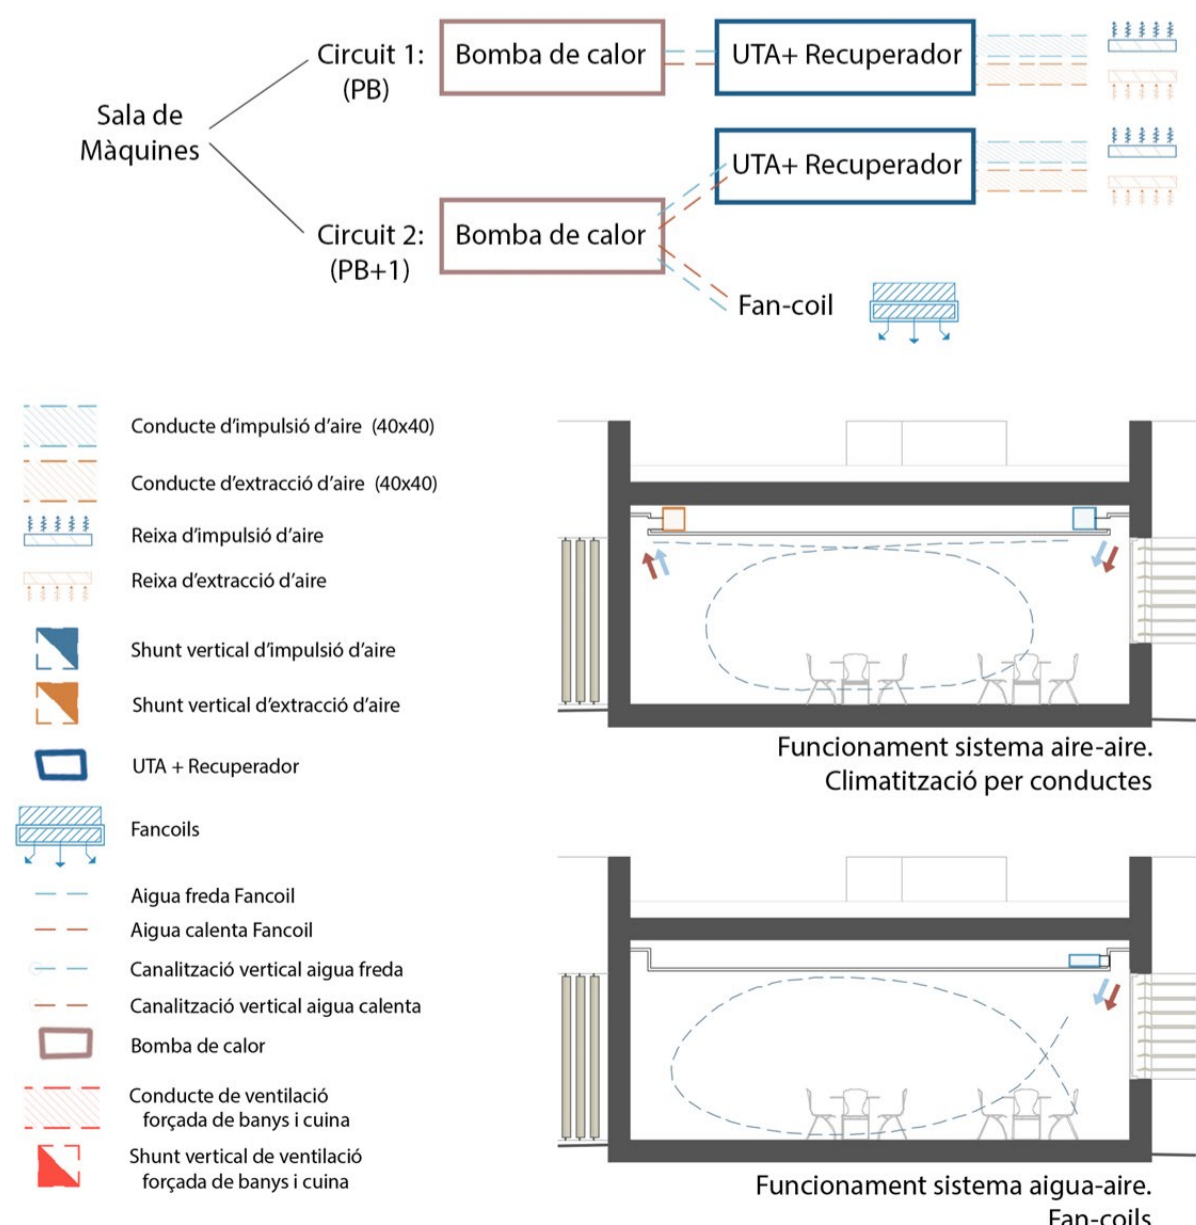 Sala de
Màquines
Circuit 1:
(PB)
Bomba de calor
UTA+ Recuperador
UTA+ Recuperador
Circuit 2:
(PB+1)
Bomba de calor
Fan-coil
Conducte d'impulsió d'aire (40x40)
Conducte d'extracció d'aire (40x40)
Reixa d'impulsió d'aire
Reixa d'extracció d'aire
Shunt vertical d'impulsió d'aire
Shunt vertical d'extracció d'aire
UTA + Recuperador
Fancoils
Aigua freda Fancoil
Aigua calenta Fancoil
Canalització vertical aigua freda
Canalització vertical aigua calenta
Bomba de calor
Conducte de ventilació
forçada de banys i cuina
Shunt vertical de ventilació
forçada de banys i cuina
Funcionament sistema aire-aire.
Climatització per conductes
Funcionament sistema aigua-aire.
Fan-coils